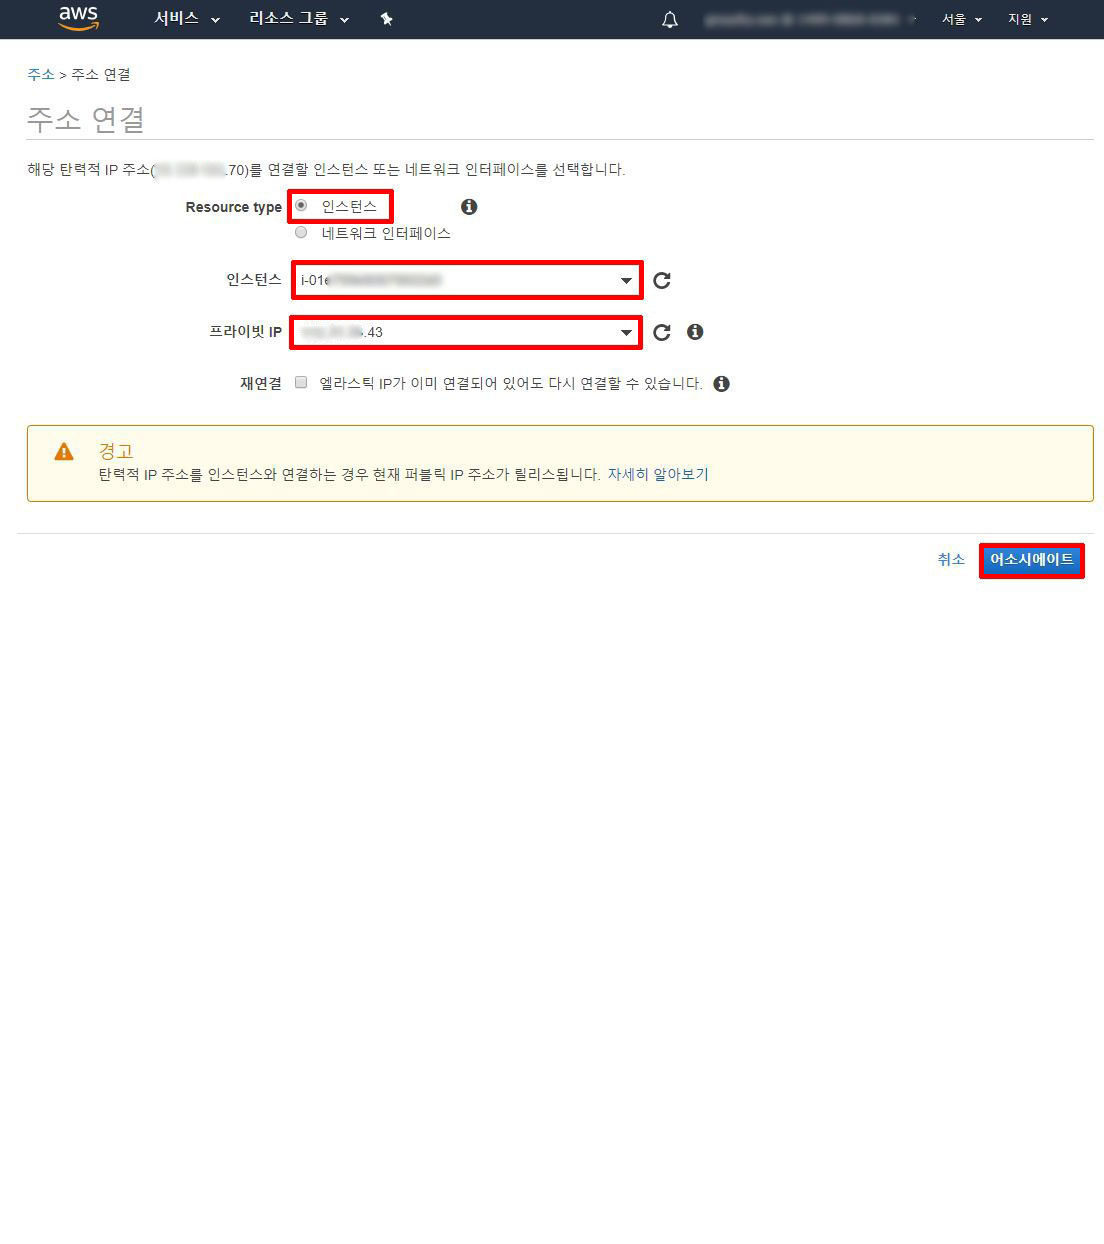 aws 서비스 리소스 그룹 서울 지원
주소 > 주소 연결
주소 연결
해당 탄력적 IP 주소( .70)를 연결할 인스턴스 또는 네트워크 인터페이스를 선택합니다.
Resource type 인스턴스
네트워크 인터페이스
인스턴스 i-01
프라이빗 IP .43
재연결 엘라스틱 IP가 이미 연결되어 있어도 다시 연결할 수 있습니다.
경고
탄력적 IP 주소를 인스턴스와 연결하는 경우 현재 퍼블릭 IP 주소가 릴리스됩니다. 자세히 알아보기
취소 어소시에이트